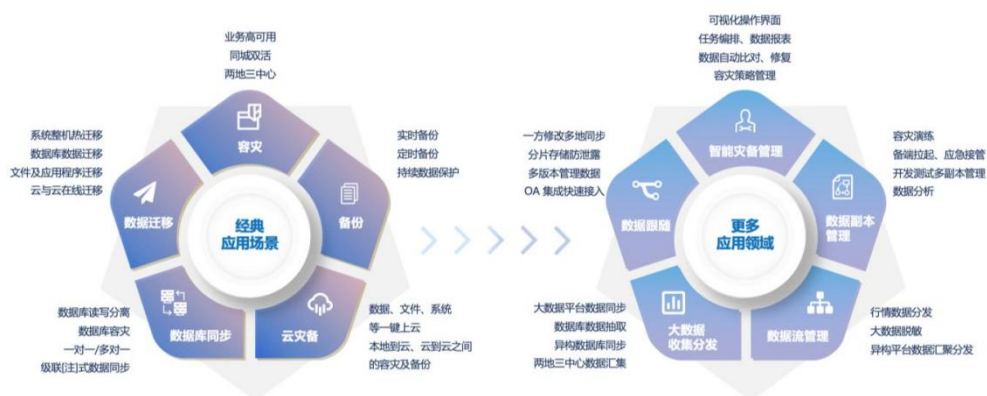 业务高可用
同城双活
两地三中心
容灾
实时备份
定时备份
持续数据保护
备份
数据、文件、系统
等一键上云
本地到云、云到云之间
的容灾及备份
云灾备
数据库读写分离
数据库容灾
一对一/多对一
级联[注]式数据同步
数据库同步
系统整机热迁移
数据库数据迁移
文件及应用程序迁移
云与云在线迁移
数据迁移
经典
应用场景
可视化操作界面
任务编排、数据报表
数据自动比对、修复
容灾策略管理
智能灾备管理
容灾演练
备端拉起、应急接管
开发测试多副本管理
数据分析
数据副本
管理
行情数据分发
大数据脱敏
异构平台数据汇聚分发
数据流管理
大数据平台数据同步
数据库数据抽取
异构数据库同步
两地三中心数据汇集
大数据
收集分发
一方修改多地同步
分片存储防泄露
多版本管理数据
OA 集成快速接入
数据跟随
更多
应用领域